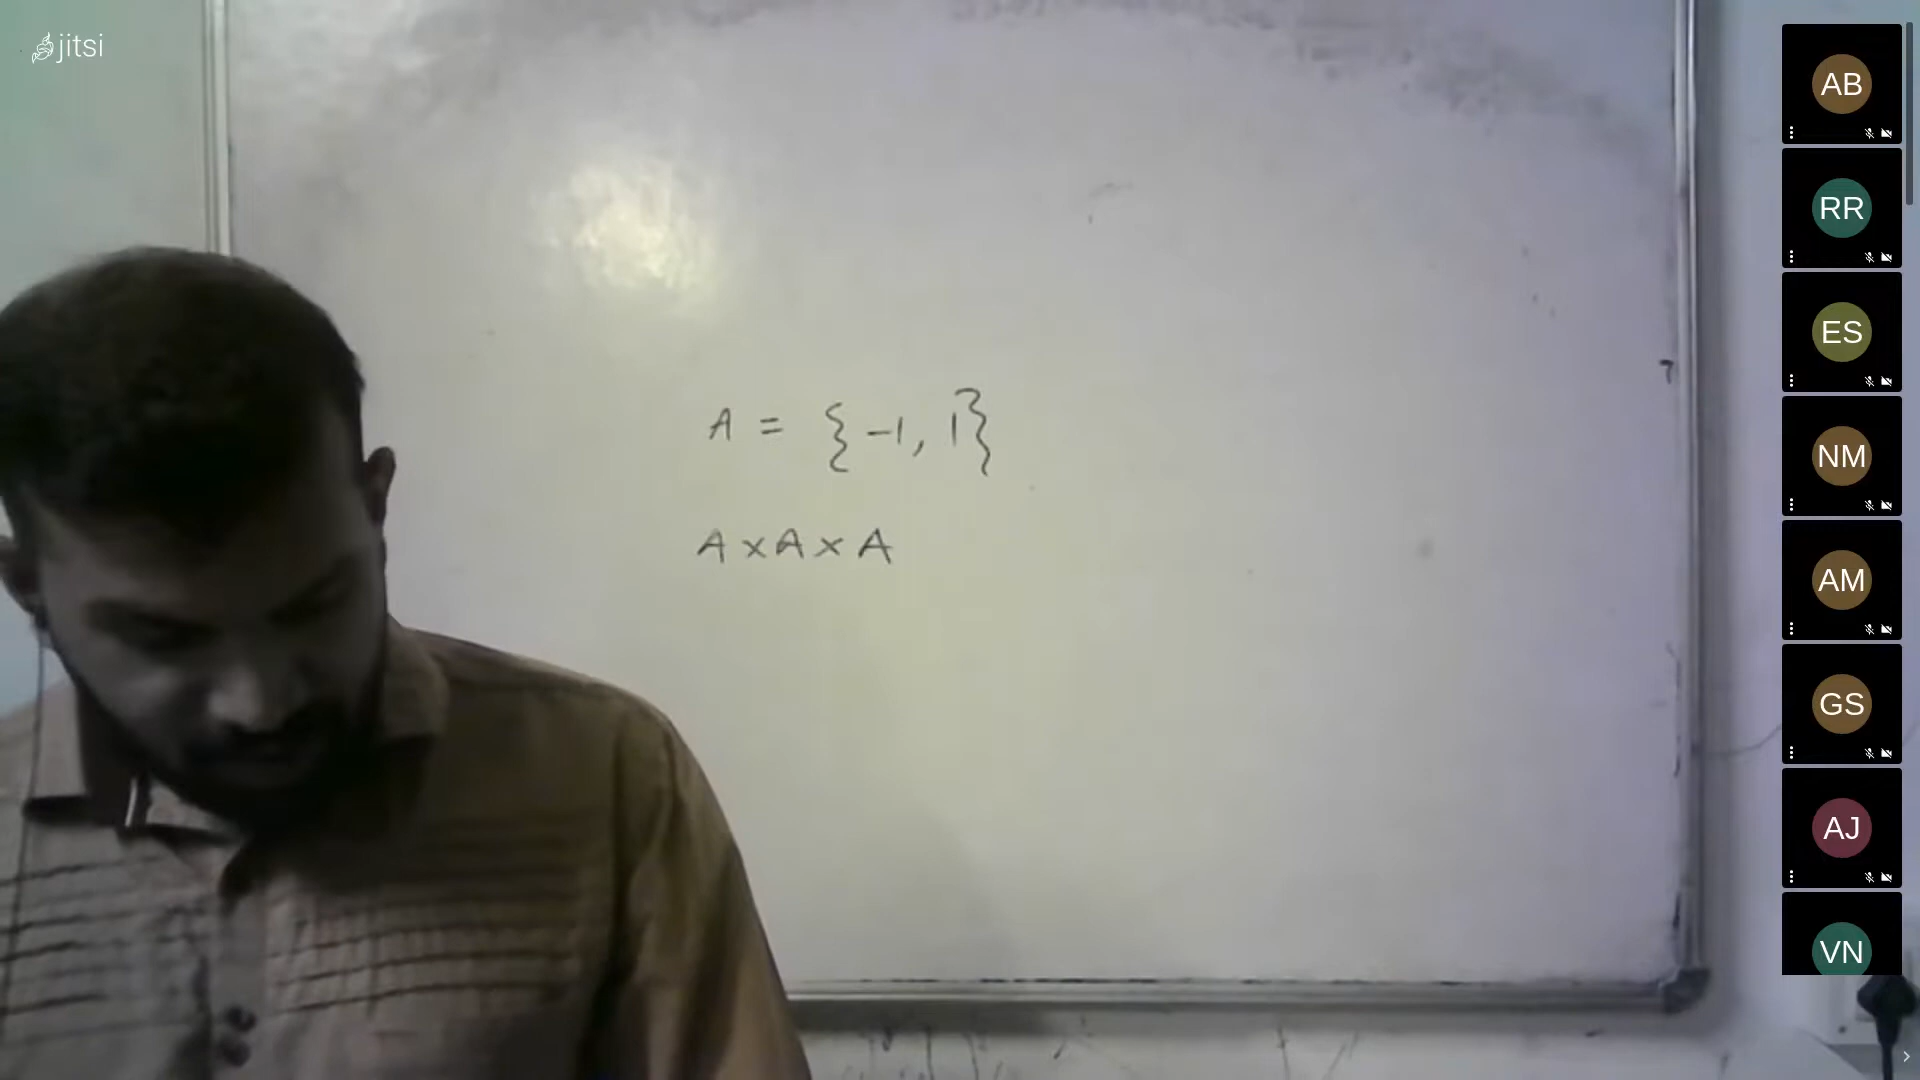 jitsi
A = {-1, 1}
A x A x A
AB
RR
ES
NM
AM
GS
AJ
VN